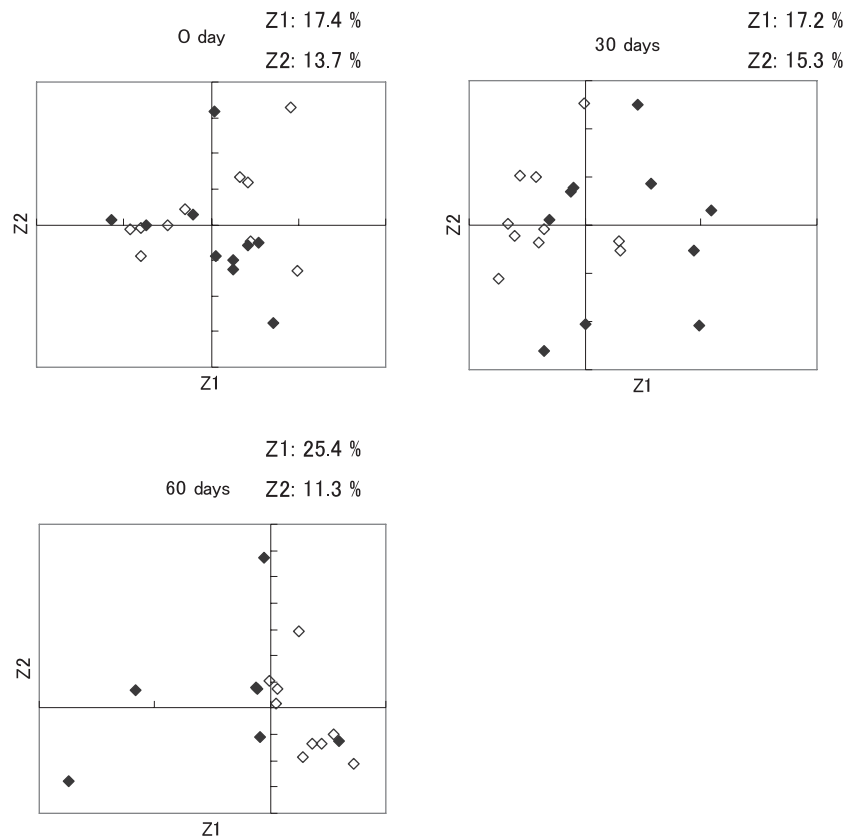 O day
Z1: 17.4 %
Z2: 13.7 %
Z2
Z1
30 days
Z1: 17.2 %
Z2: 15.3 %
Z2
Z1
60 days
Z1: 25.4 %
Z2: 11.3 %
Z2
Z1